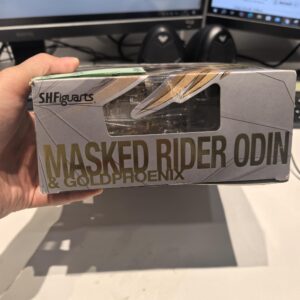 S.H.Figuarts
MASKED RIDER ODIN
& GOLDPHOENIX